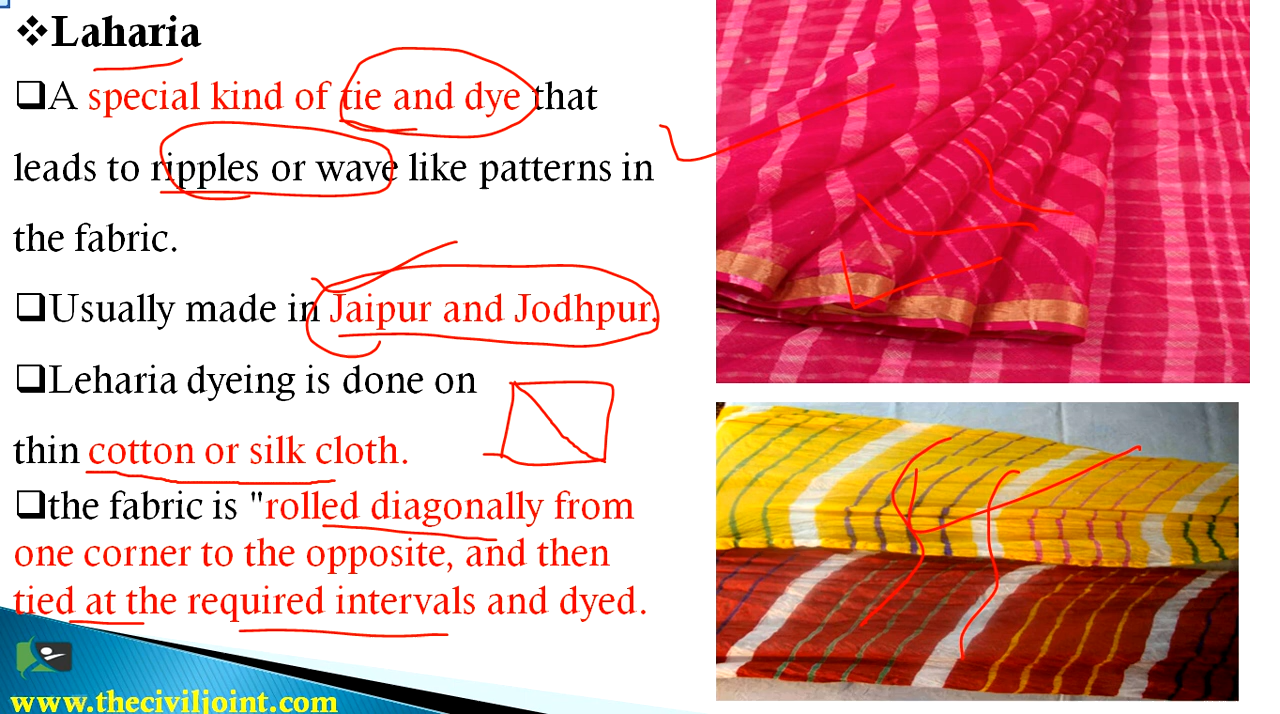 ❖Laharia
❑A special kind of tie and dye that
leads to ripples or wave like patterns in
the fabric.
❑Usually made in Jaipur and Jodhpur.
❑Leharia dyeing is done on
thin cotton or silk cloth.
❑the fabric is "rolled diagonally from
one corner to the opposite, and then
tied at the required intervals and dyed.
www.theciviljoint.com